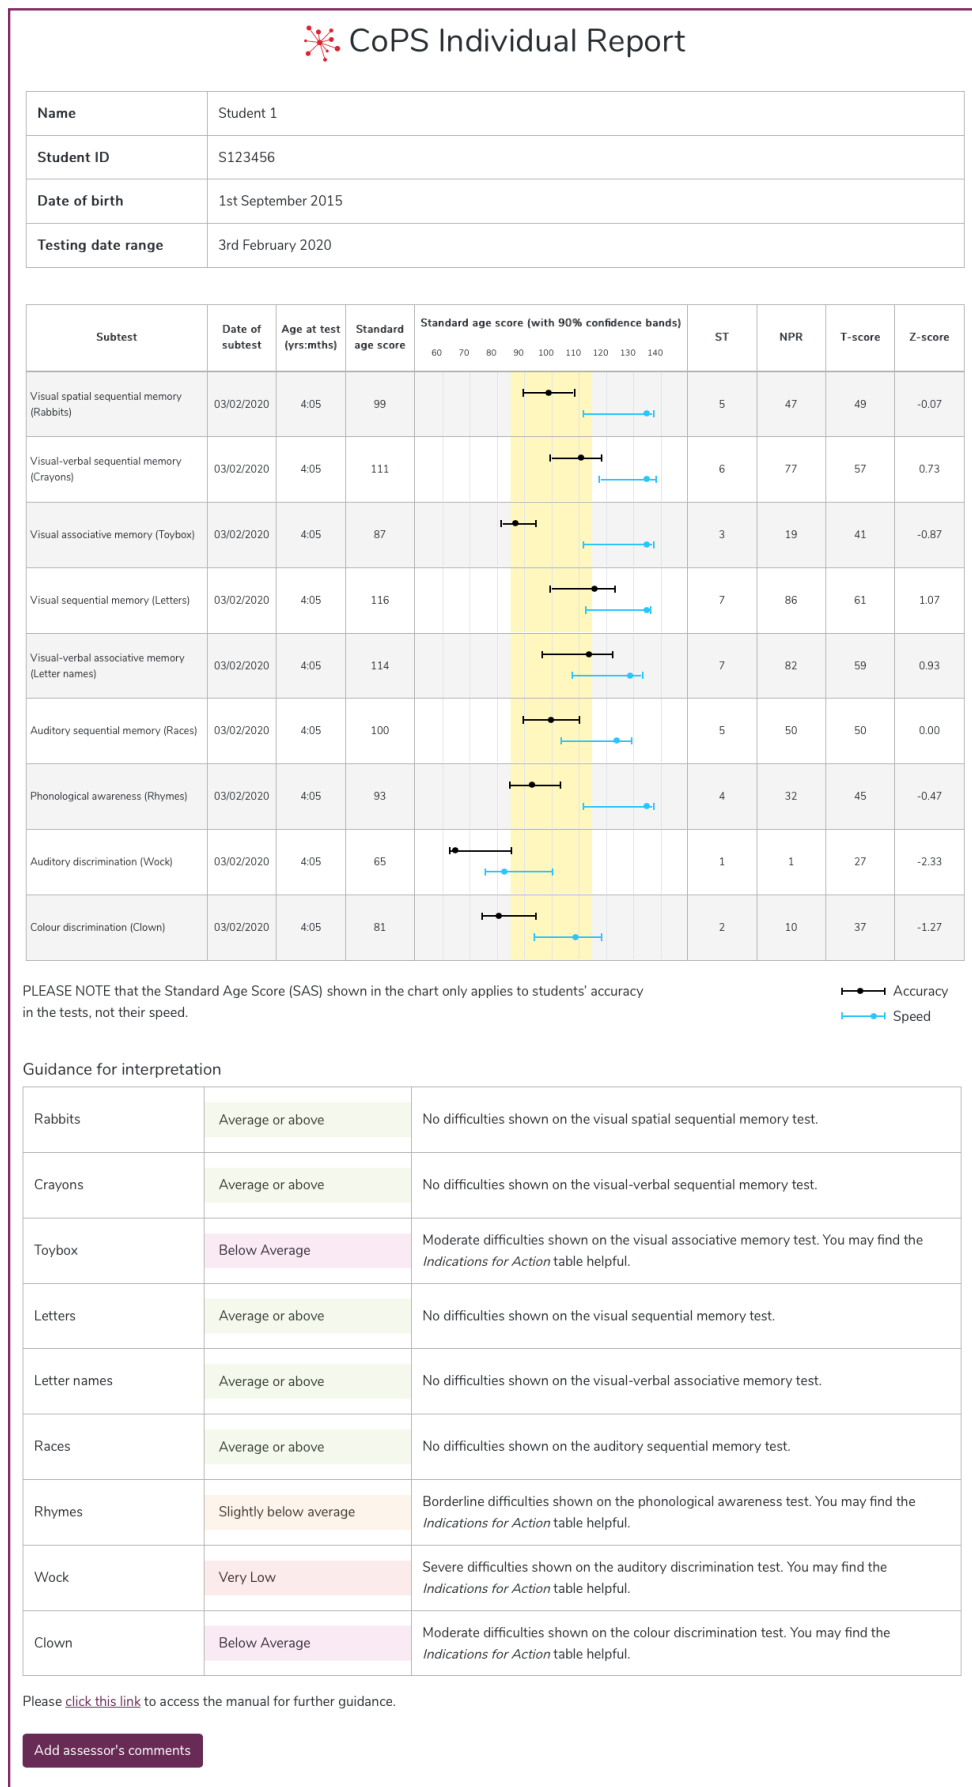 CoPS Individual Report
Name Student 1
Student ID S123456
Date of birth 1st September 2015
Testing date range 3rd February 2020
Subtest Date of subtest Age at test (yrs:mths) Standard age score Standard age score (with 90% confidence bands) ST NPR T-score Z-score
60 70 80 90 100 110 120 130 140
Visual spatial sequential memory (Rabbits) 03/02/2020 4:05 99 5 47 49 -0.07
Visual-verbal sequential memory (Crayons) 03/02/2020 4:05 111 6 77 57 0.73
Visual associative memory (Toybox) 03/02/2020 4:05 87 3 19 41 -0.87
Visual sequential memory (Letters) 03/02/2020 4:05 116 7 86 61 1.07
Visual-verbal associative memory (Letter names) 03/02/2020 4:05 114 7 82 59 0.93
Auditory sequential memory (Races) 03/02/2020 4:05 100 5 50 50 0.00
Phonological awareness (Rhymes) 03/02/2020 4:05 93 4 32 45 -0.47
Auditory discrimination (Wock) 03/02/2020 4:05 65 1 1 27 -2.33
Colour discrimination (Clown) 03/02/2020 4:05 81 2 10 37 -1.27
PLEASE NOTE that the Standard Age Score (SAS) shown in the chart only applies to students' accuracy
in the tests, not their speed.
Accuracy
Speed
Guidance for interpretation
Rabbits Average or above No difficulties shown on the visual spatial sequential memory test.
Crayons Average or above No difficulties shown on the visual-verbal sequential memory test.
Toybox Below Average Moderate difficulties shown on the visual associative memory test. You may find the
Indications for Action table helpful.
Letters Average or above No difficulties shown on the visual sequential memory test.
Letter names Average or above No difficulties shown on the visual-verbal associative memory test.
Races Average or above No difficulties shown on the auditory sequential memory test.
Rhymes Slightly below average Borderline difficulties shown on the phonological awareness test. You may find the
Indications for Action table helpful.
Wock Very Low Severe difficulties shown on the auditory discrimination test. You may find the
Indications for Action table helpful.
Clown Below Average Moderate difficulties shown on the colour discrimination test. You may find the
Indications for Action table helpful.
Please click this link to access the manual for further guidance.
Add assessor's comments